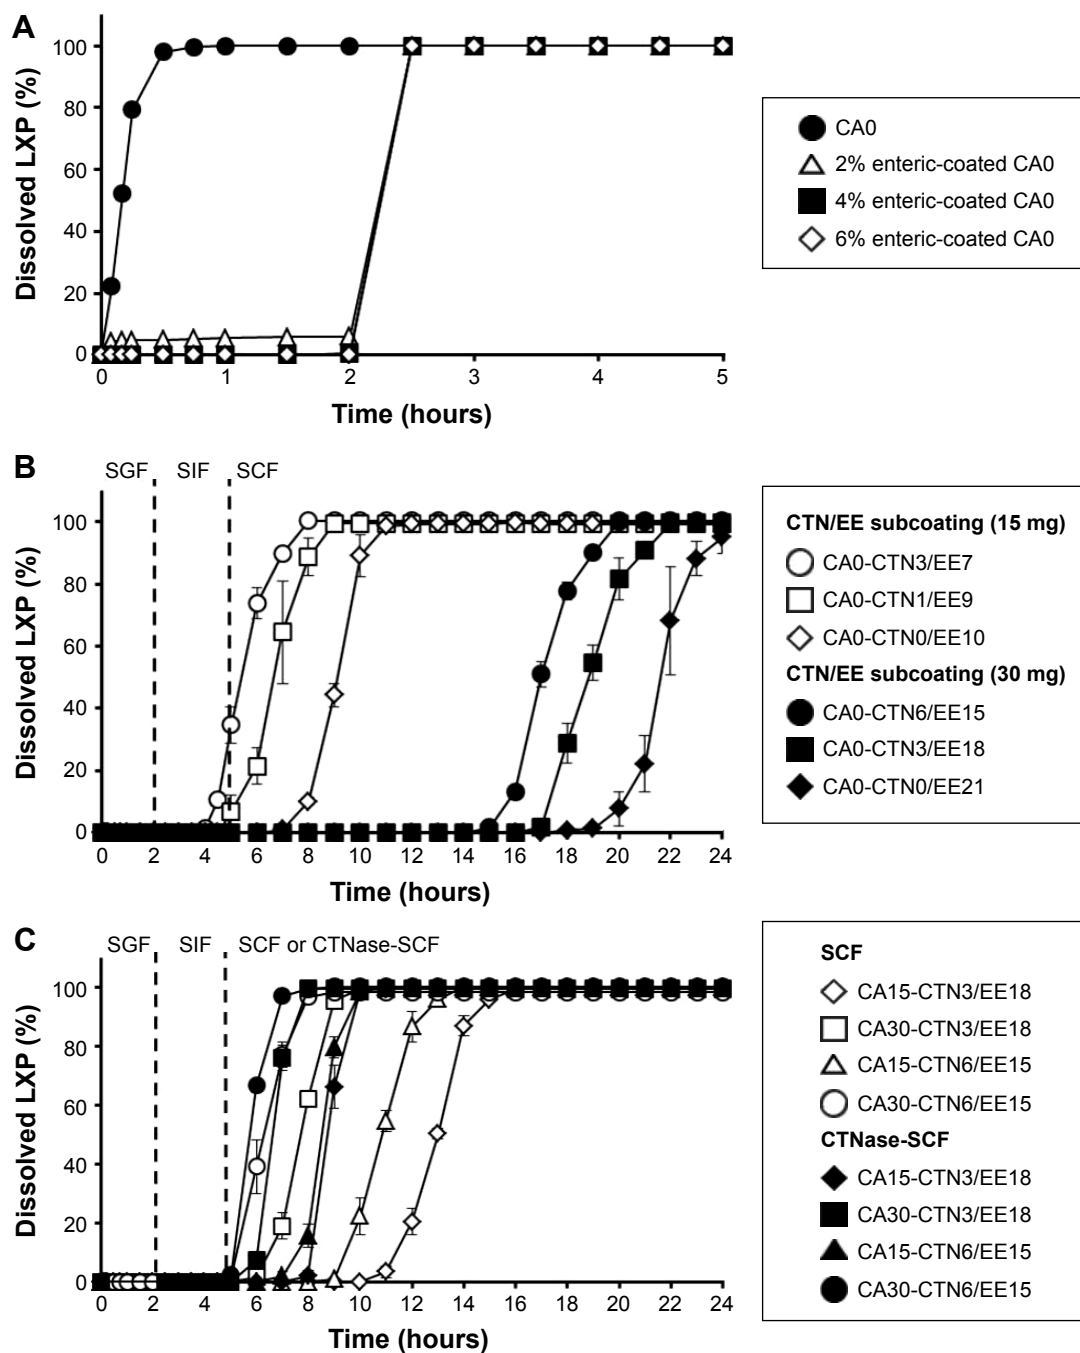 A
Dissolved LXP (%)
100
80
60
40
20
0
0 1 2 3 4 5
Time (hours)
CA0
2% enteric-coated CA0
4% enteric-coated CA0
6% enteric-coated CA0
B
SGF SIF SCF
Dissolved LXP (%)
100
80
60
40
20
0
0 2 4 6 8 10 12 14 16 18 20 22 24
Time (hours)
CTN/EE subcoating (15 mg)
CA0-CTN3/EE7
CA0-CTN1/EE9
CA0-CTN0/EE10
CTN/EE subcoating (30 mg)
CA0-CTN6/EE15
CA0-CTN3/EE18
CA0-CTN0/EE21
C
SGF SIF SCF or CTNase-SCF
Dissolved LXP (%)
100
80
60
40
20
0
0 2 4 6 8 10 12 14 16 18 20 22 24
Time (hours)
SCF
CA15-CTN3/EE18
CA30-CTN3/EE18
CA15-CTN6/EE15
CA30-CTN6/EE15
CTNase-SCF
CA15-CTN3/EE18
CA30-CTN3/EE18
CA15-CTN6/EE15
CA30-CTN6/EE15